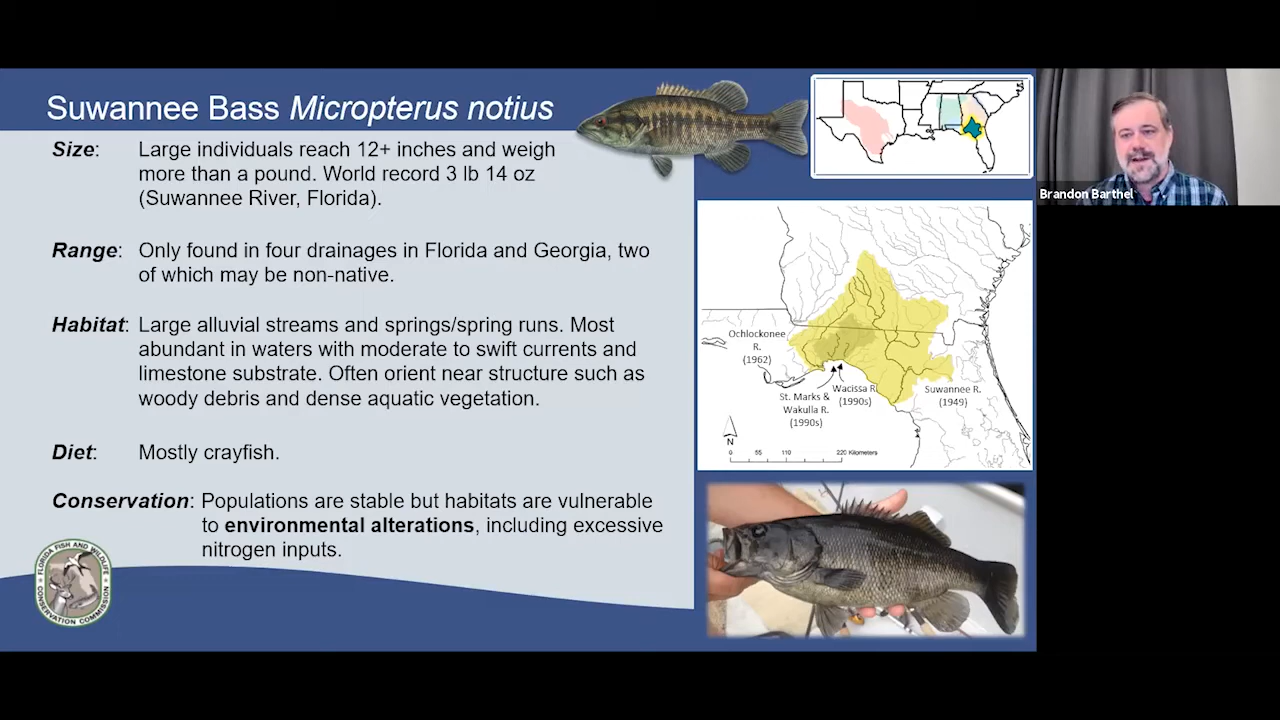 Suwannee Bass Micropterus notius
Size: Large individuals reach 12+ inches and weigh
more than a pound. World record 3 lb 14 oz
(Suwannee River, Florida).
Range: Only found in four drainages in Florida and Georgia, two
of which may be non-native.
Habitat: Large alluvial streams and springs/spring runs. Most
abundant in waters with moderate to swift currents and
limestone substrate. Often orient near structure such as
woody debris and dense aquatic vegetation.
Diet: Mostly crayfish.
Conservation: Populations are stable but habitats are vulnerable
to environmental alterations, including excessive
nitrogen inputs.
FLORIDA FISH AND WILDLIFE
CONSERVATION COMMISSION
Ochlockonee
R.
(1962)
St. Marks &
Wakulla R.
(1990s)
Wacissa R.
(1990s)
Suwannee R.
(1949)
N
0 55 110 220 Kilometers
Brandon Barthel